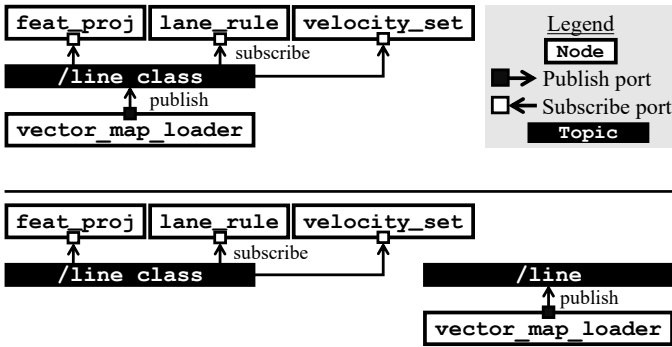 feat_proj lane_rule velocity_set
subscribe
/line class
publish
vector_map_loader
Legend
Node
Publish port
Subscribe port
Topic
feat_proj lane_rule velocity_set
subscribe
/line class
/line
publish
vector_map_loader